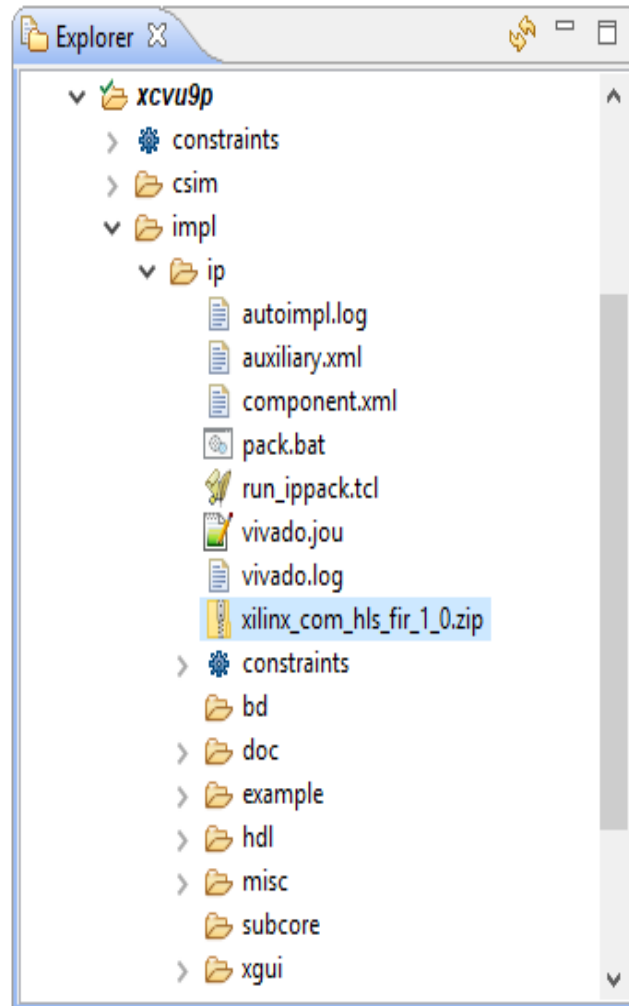 Explorer
xcvu9p
constraints
csim
impl
ip
autoimpl.log
auxiliary.xml
component.xml
pack.bat
run_ippack.tcl
vivado.jou
vivado.log
xilinx_com_hls_fir_1_0.zip
constraints
bd
doc
example
hdl
misc
subcore
xgui